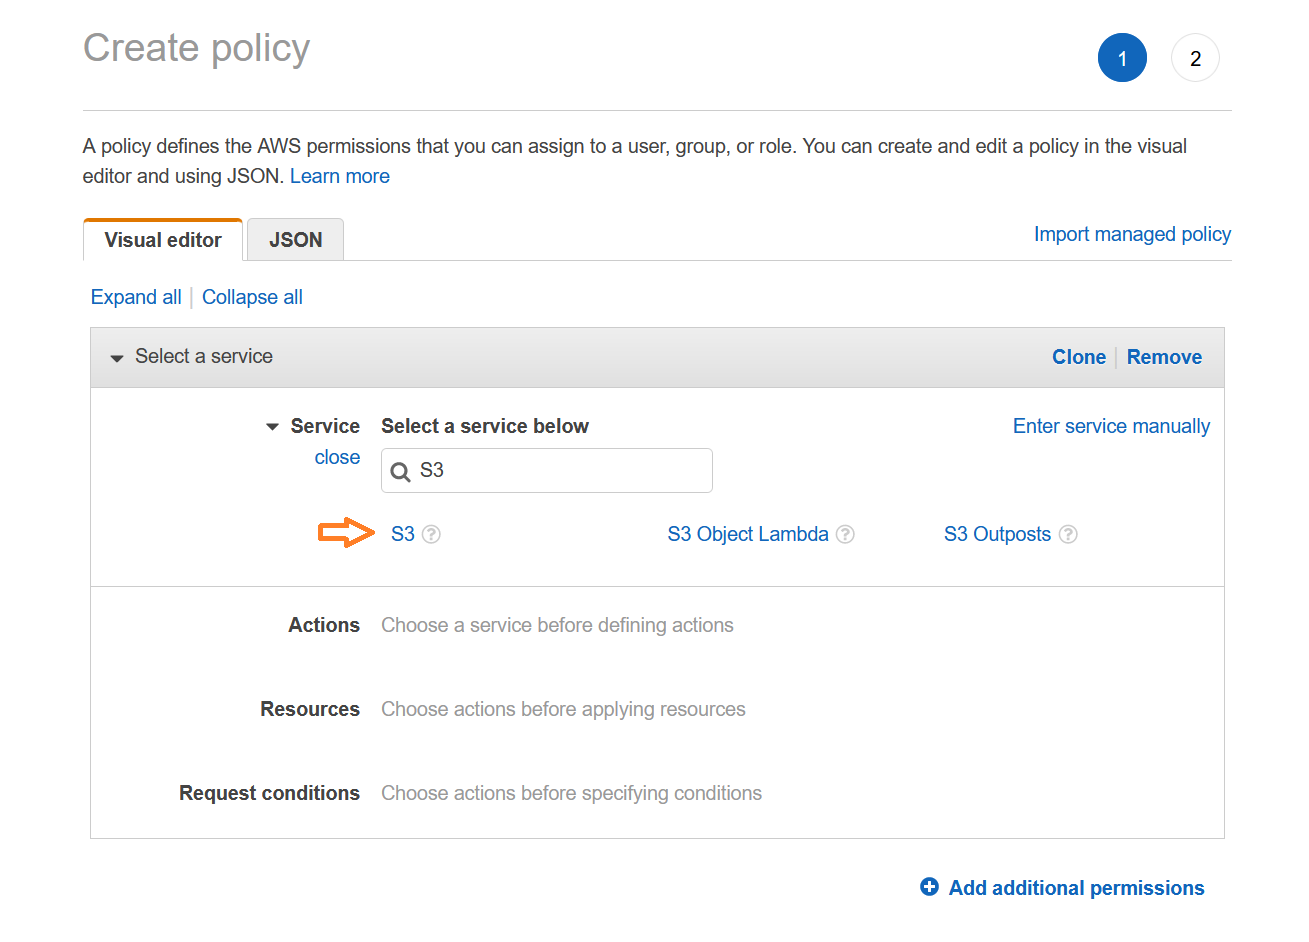 Create policy
1 2
A policy defines the AWS permissions that you can assign to a user, group, or role. You can create and edit a policy in the visual
editor and using JSON. Learn more
Visual editor JSON Import managed policy
Expand all Collapse all
Select a service Clone Remove
Service Select a service below Enter service manually
close
S3
S3 ? S3 Object Lambda ? S3 Outposts ?
Actions Choose a service before defining actions
Resources Choose actions before applying resources
Request conditions Choose actions before specifying conditions
Add additional permissions